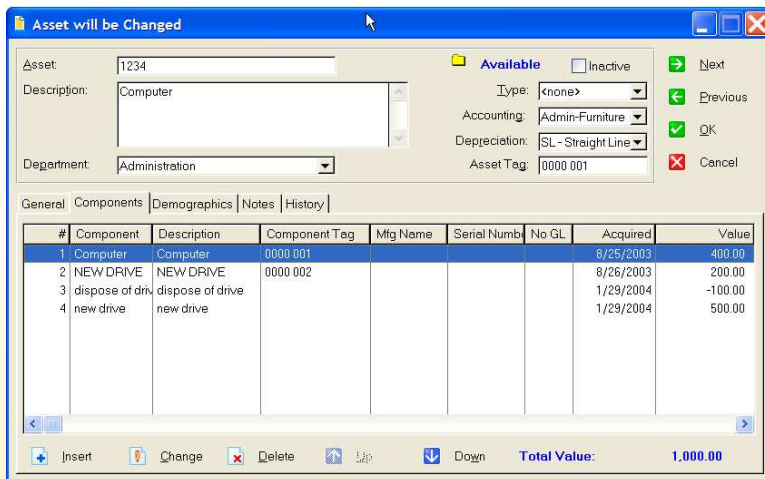 Asset will be Changed
Asset: 1234 Available Inactive Next
Description: Computer Type: <none> Previous
Accounting: Admin-Furniture OK
Depreciation: SL - Straight Line
Department: Administration Asset Tag: 0000 001 Cancel
General Components Demographics Notes History
# Component Description Component Tag Mfg Name Serial Numb No GL Acquired Value
1 Computer Computer 0000 001 8/25/2003 400.00
2 NEW DRIVE NEW DRIVE 0000 002 8/26/2003 200.00
3 dispose of driv dispose of drive 1/29/2004 -100.00
4 new drive new drive 1/29/2004 500.00
Insert Change Delete Up Down Total Value: 1,000.00